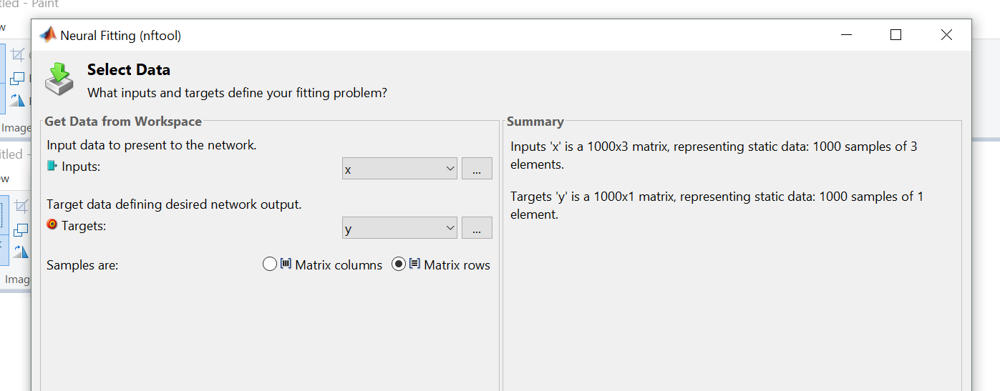 tled - Paint
Neural Fitting (nftool)
Select Data
What inputs and targets define your fitting problem?
Get Data from Workspace
Input data to present to the network.
Inputs:
x
...
Target data defining desired network output.
Targets:
y
...
Samples are:
Matrix columns
Matrix rows
Summary
Inputs 'x' is a 1000x3 matrix, representing static data: 1000 samples of 3
elements.
Targets 'y' is a 1000x1 matrix, representing static data: 1000 samples of 1
element.
Image
itled -
Imag